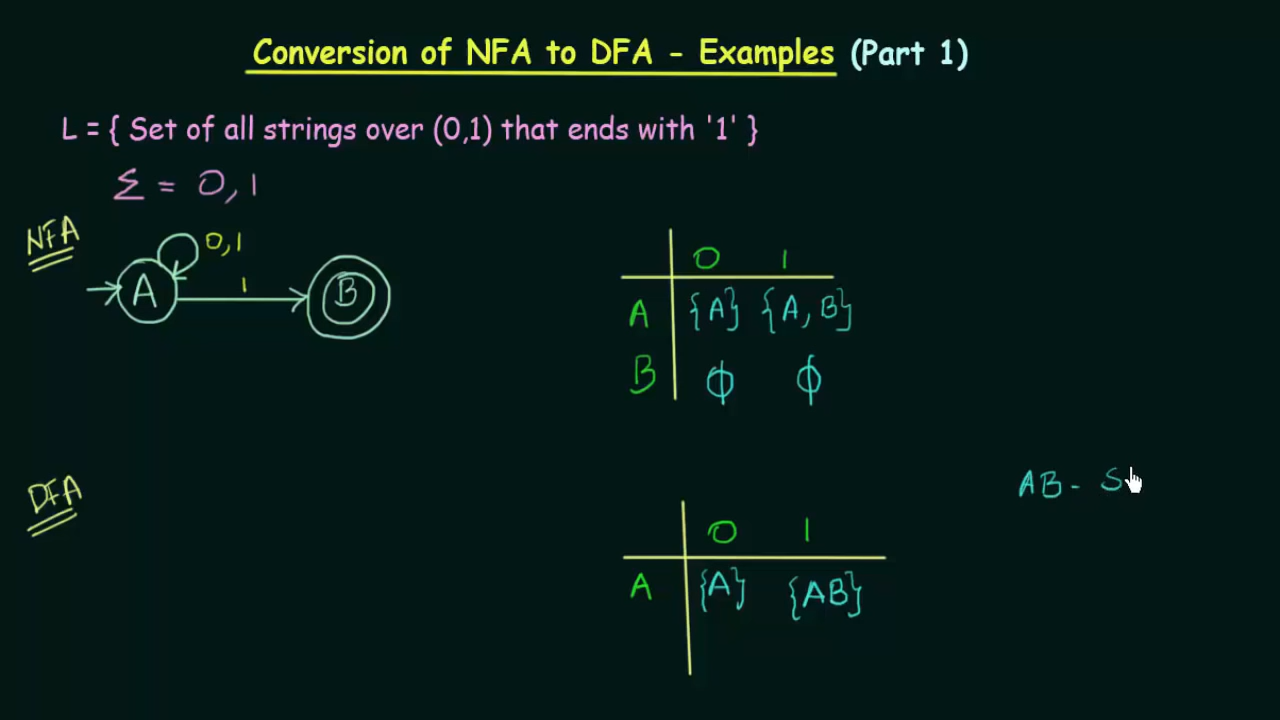 Conversion of NFA to DFA - Examples (Part 1)
L = { Set of all strings over (0,1) that ends with '1' }
Σ = 0, 1
NFA
0,1
A
1
B
0 1
A {A} {A, B}
B Φ Φ
DFA
AB - S
0 1
A {A} {AB}